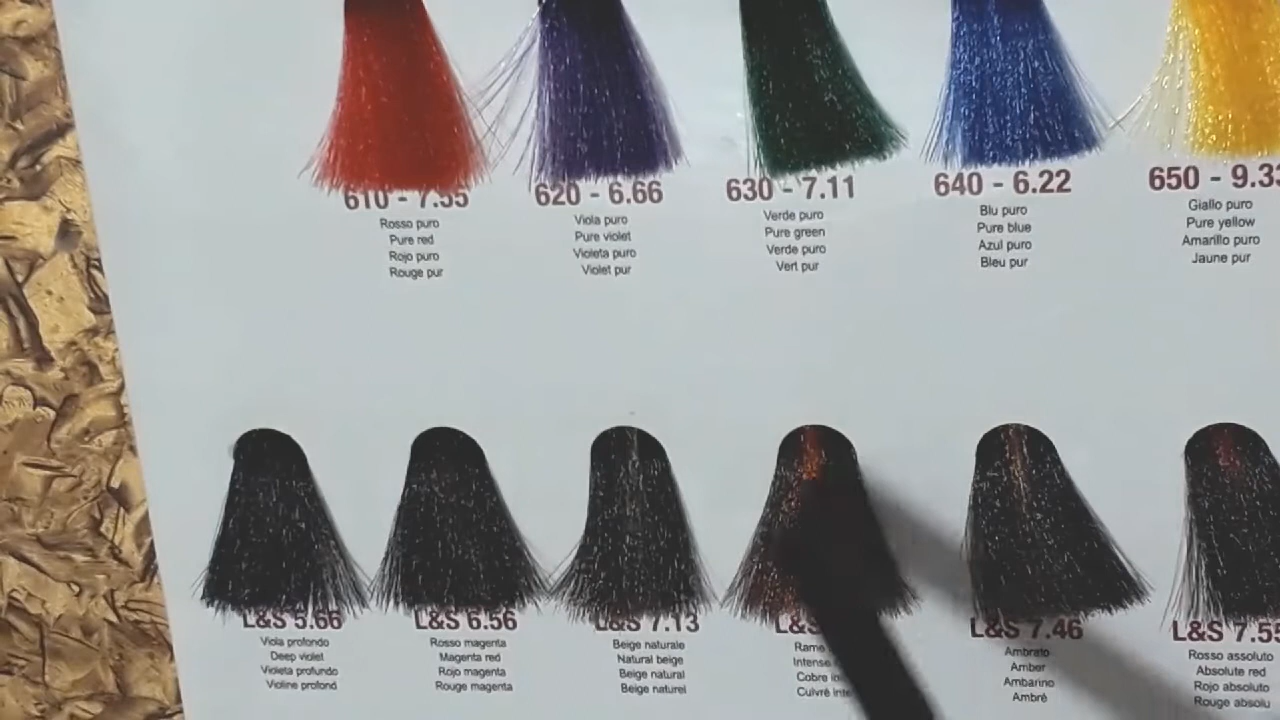 610 - 7.55
Rosso puro
Pure red
Rojo puro
Rouge pur
620 - 6.66
Viola puro
Pure violet
Violeta puro
Violet pur
630 - 7.11
Verde puro
Pure green
Verde puro
Vert pur
640 - 6.22
Blu puro
Pure blue
Azul puro
Bleu pur
650 - 9.33
Giallo puro
Pure yellow
Amarillo puro
Jaune pur
L&S 5.66
Viola profondo
Deep violet
Violeta profundo
Violine profond
L&S 6.56
Rosso magenta
Magenta red
Rojo magenta
Rouge magenta
L&S 7.13
Beige naturale
Natural beige
Beige natural
Beige naturel
L&S
Rame
Intense
Cobre
Cuivré
L&S 7.46
Ambrato
Amber
Ambarino
Ambré
L&S 7.55
Rosso assoluto
Absolute red
Rojo absoluto
Rouge absolu